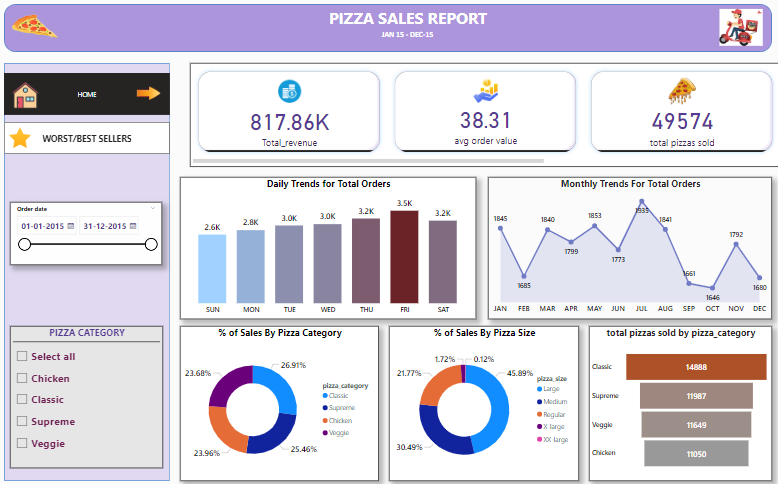 PIZZA SALES REPORT
JAN 15 - DEC-15
HOME
WORST/BEST SELLERS
817.86K
Total_revenue
38.31
avg order value
49574
total pizzas sold
Order date
01-01-2015 31-12-2015
Daily Trends for Total Orders
2.6K 2.8K 3.0K 3.0K 3.2K 3.5K 3.2K
SUN MON TUE WED THU FRI SAT
Monthly Trends For Total Orders
1845 1685 1840 1799 1853 1773 1935 1841 1661 1646 1792 1680
JAN FEB MAR APR MAY JUN JUL AUG SEP OCT NOV DEC
PIZZA CATEGORY
Select all
Chicken
Classic
Supreme
Veggie
% of Sales By Pizza Category
23.68% 26.91%
23.96% 25.46%
pizza_category
Classic
Supreme
Chicken
Veggie
% of Sales By Pizza Size
1.72% 0.12%
21.77% 45.89%
30.49%
pizza_size
Large
Medium
Regular
X large
XX large
total pizzas sold by pizza_category
Classic 14888
Supreme 11987
Veggie 11649
Chicken 11050